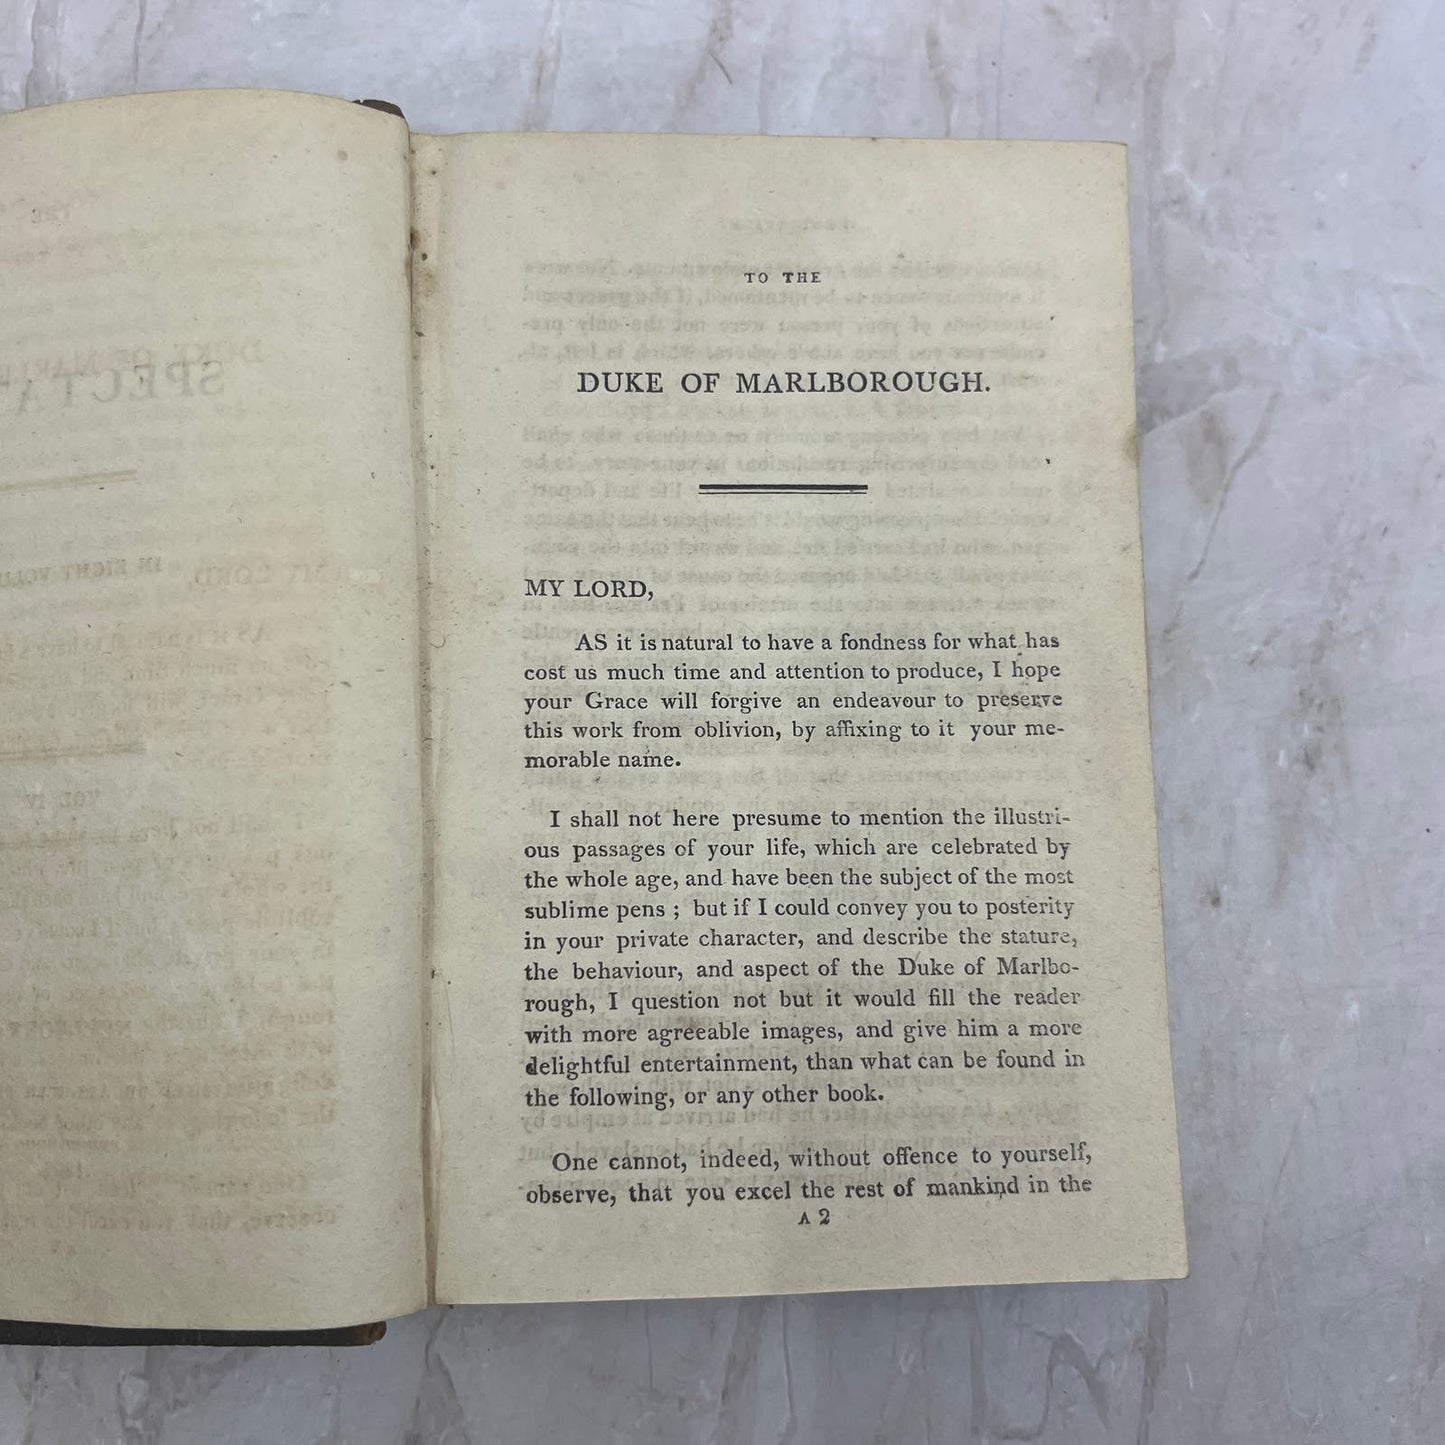 TO THE
DUKE OF MARLBOROUGH.
MY LORD,
AS it is natural to have a fondness for what has
cost us much time and attention to produce, I hope
your Grace will forgive an endeavour to preserve
this work from oblivion, by affixing to it your me-
morable name.
I shall not here presume to mention the illustri-
ous passages of your life, which are celebrated by
the whole age, and have been the subject of the most
sublime pens ; but if I could convey you to posterity
in your private character, and describe the stature,
the behaviour, and aspect of the Duke of Marlbo-
rough, I question not but it would fill the reader
with more agreeable images, and give him a more
delightful entertainment, than what can be found in
the following, or any other book.
One cannot, indeed, without offence to yourself,
observe, that you excel the rest of mankind in the
A 2